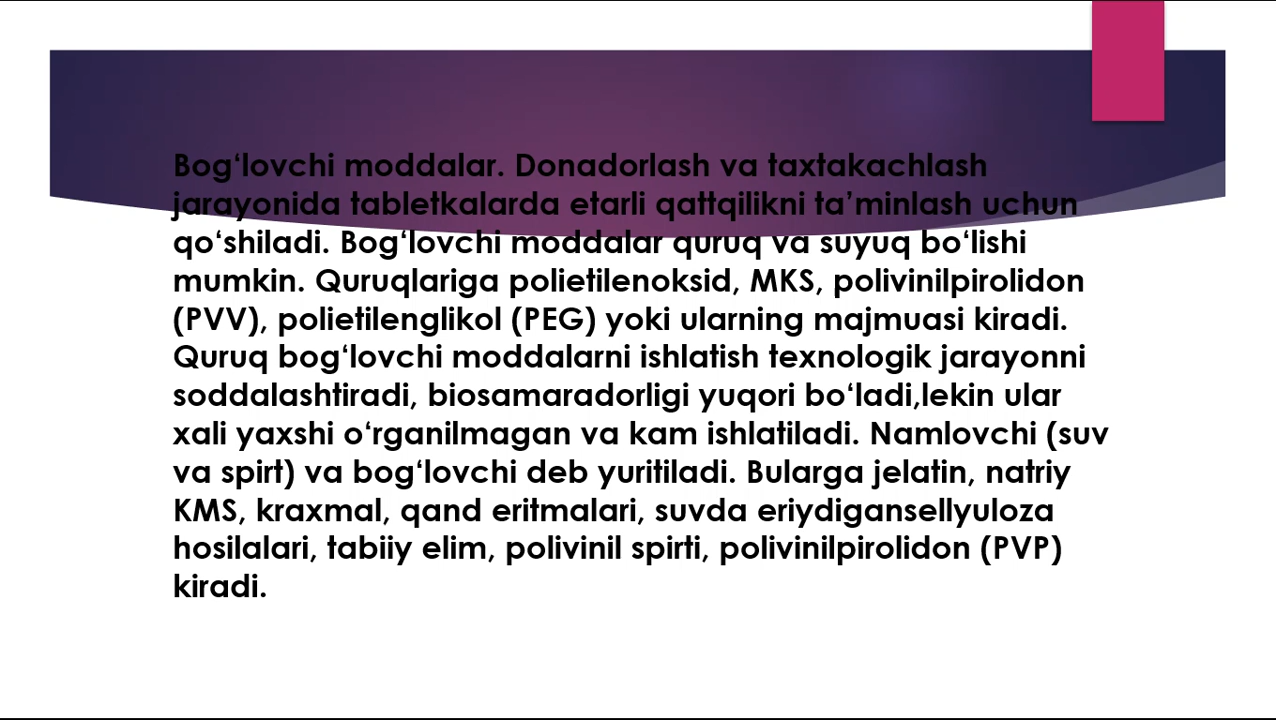 Bog‘lovchi moddalar. Donadorlash va taxtakachlash
jarayonida tabletkalarda etarli qattqilikni ta’minlash uchun
qo‘shiladi. Bog‘lovchi moddalar quruq va suyuq bo‘lishi
mumkin. Quruqlariga polietilenoksid, MKS, polivinilpirolidon
(PVV), polietilenglikol (PEG) yoki ularning majmuasi kiradi.
Quruq bog‘lovchi moddalarni ishlatish texnologik jarayonni
soddalashtiradi, biosamaradorligi yuqori bo‘ladi,lekin ular
xali yaxshi o‘rganilmagan va kam ishlatiladi. Namlovchi (suv
va spirt) va bog‘lovchi deb yuritiladi. Bularga jelatin, natriy
KMS, kraxmal, qand eritmalari, suvda eriydigansellyuloza
hosilalari, tabiiy elim, polivinil spirti, polivinilpirolidon (PVP)
kiradi.